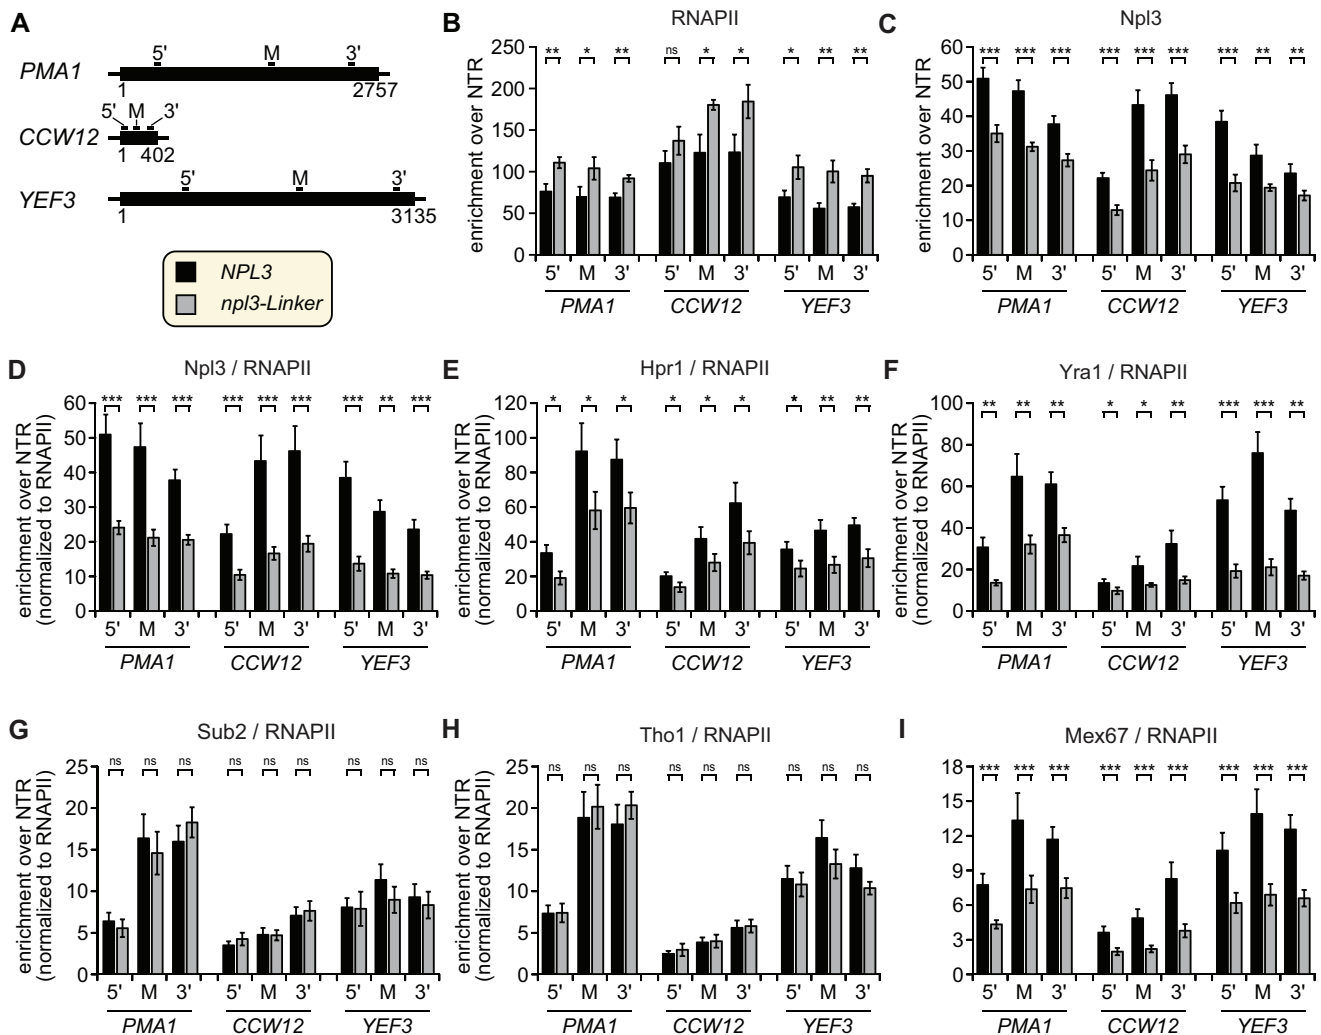 A
5' M 3'
PMA1
1 2757
5' M 3'
CCW12
1 402
5' M 3'
YEF3
1 3135
NPL3
npl3-Linker
B
RNAPII
enrichment over NTR
250
200
150
100
50
0
** * ** ns * * * ** **
5' M 3' 5' M 3' 5' M 3'
PMA1 CCW12 YEF3
C
Npl3
enrichment over NTR
60
50
40
30
20
10
0
*** *** *** *** *** *** *** ** **
5' M 3' 5' M 3' 5' M 3'
PMA1 CCW12 YEF3
D
Npl3 / RNAPII
enrichment over NTR
(normalized to RNAPII)
60
50
40
30
20
10
0
*** *** *** *** *** *** *** ** ***
5' M 3' 5' M 3' 5' M 3'
PMA1 CCW12 YEF3
E
Hpr1 / RNAPII
enrichment over NTR
(normalized to RNAPII)
120
100
80
60
40
20
0
* * * * * * * ** **
5' M 3' 5' M 3' 5' M 3'
PMA1 CCW12 YEF3
F
Yra1 / RNAPII
enrichment over NTR
(normalized to RNAPII)
100
80
60
40
20
0
** ** ** * * ** *** *** **
5' M 3' 5' M 3' 5' M 3'
PMA1 CCW12 YEF3
G
Sub2 / RNAPII
enrichment over NTR
(normalized to RNAPII)
25
20
15
10
5
0
ns ns ns ns ns ns ns ns ns
5' M 3' 5' M 3' 5' M 3'
PMA1 CCW12 YEF3
H
Tho1 / RNAPII
enrichment over NTR
(normalized to RNAPII)
25
20
15
10
5
0
ns ns ns ns ns ns ns ns ns
5' M 3' 5' M 3' 5' M 3'
PMA1 CCW12 YEF3
I
Mex67 / RNAPII
enrichment over NTR
(normalized to RNAPII)
18
15
12
9
6
3
0
*** *** *** *** *** *** *** *** ***
5' M 3' 5' M 3' 5' M 3'
PMA1 CCW12 YEF3